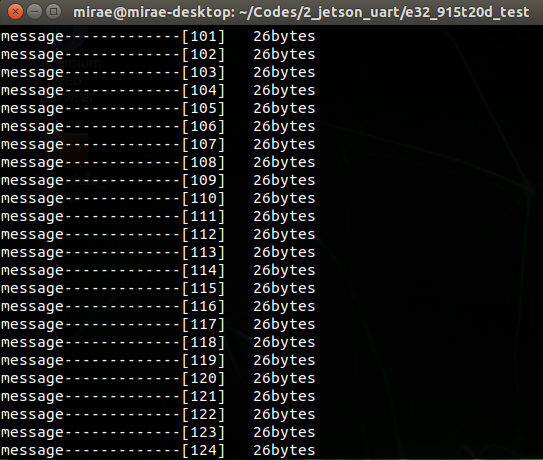 mirae@mirae-desktop: ~/Codes/2_jetson_uart/e32_915t20d_test
message-------------[101]   26bytes
message-------------[102]   26bytes
message-------------[103]   26bytes
message-------------[104]   26bytes
message-------------[105]   26bytes
message-------------[106]   26bytes
message-------------[107]   26bytes
message-------------[108]   26bytes
message-------------[109]   26bytes
message-------------[110]   26bytes
message-------------[111]   26bytes
message-------------[112]   26bytes
message-------------[113]   26bytes
message-------------[114]   26bytes
message-------------[115]   26bytes
message-------------[116]   26bytes
message-------------[117]   26bytes
message-------------[118]   26bytes
message-------------[119]   26bytes
message-------------[120]   26bytes
message-------------[121]   26bytes
message-------------[122]   26bytes
message-------------[123]   26bytes
message-------------[124]   26bytes